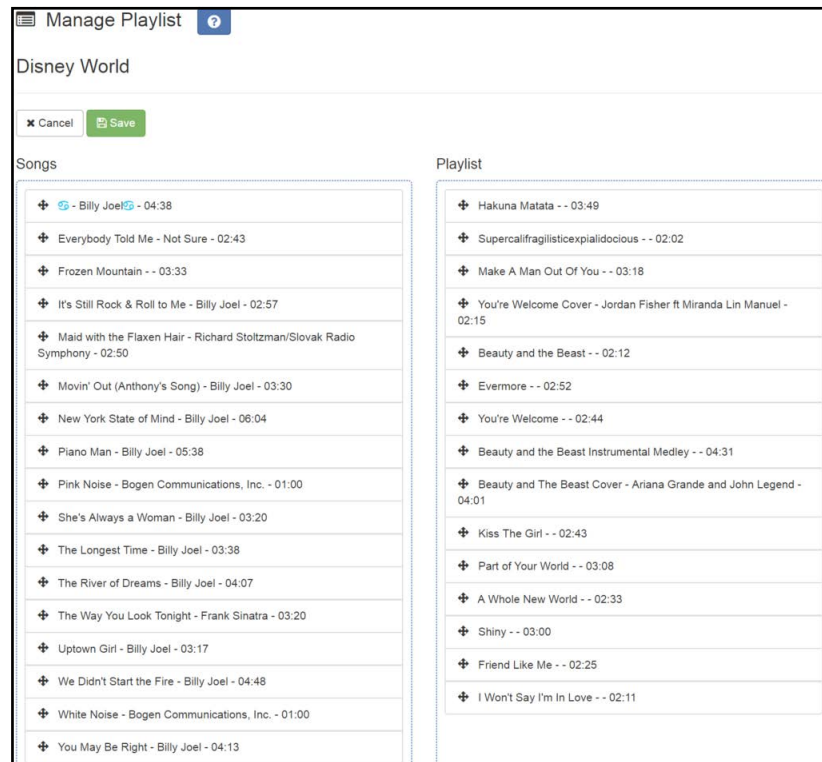 Manage Playlist
Disney World
Cancel
Save
Songs
♋ - Billy Joel♋ - 04:38
Everybody Told Me - Not Sure - 02:43
Frozen Mountain - - 03:33
It's Still Rock & Roll to Me - Billy Joel - 02:57
Maid with the Flaxen Hair - Richard Stoltzman/Slovak Radio
Symphony - 02:50
Movin' Out (Anthony's Song) - Billy Joel - 03:30
New York State of Mind - Billy Joel - 06:04
Piano Man - Billy Joel - 05:38
Pink Noise - Bogen Communications, Inc. - 01:00
She's Always a Woman - Billy Joel - 03:20
The Longest Time - Billy Joel - 03:38
The River of Dreams - Billy Joel - 04:07
The Way You Look Tonight - Frank Sinatra - 03:20
Uptown Girl - Billy Joel - 03:17
We Didn't Start the Fire - Billy Joel - 04:48
White Noise - Bogen Communications, Inc. - 01:00
You May Be Right - Billy Joel - 04:13
Playlist
Hakuna Matata - - 03:49
Supercalifragilisticexpialidocious - - 02:02
Make A Man Out Of You - - 03:18
You're Welcome Cover - Jordan Fisher ft Miranda Lin Manuel -
02:15
Beauty and the Beast - - 02:12
Evermore - - 02:52
You're Welcome - - 02:44
Beauty and the Beast Instrumental Medley - - 04:31
Beauty and The Beast Cover - Ariana Grande and John Legend -
04:01
Kiss The Girl - - 02:43
Part of Your World - - 03:08
A Whole New World - - 02:33
Shiny - - 03:00
Friend Like Me - - 02:25
I Won't Say I'm In Love - - 02:11